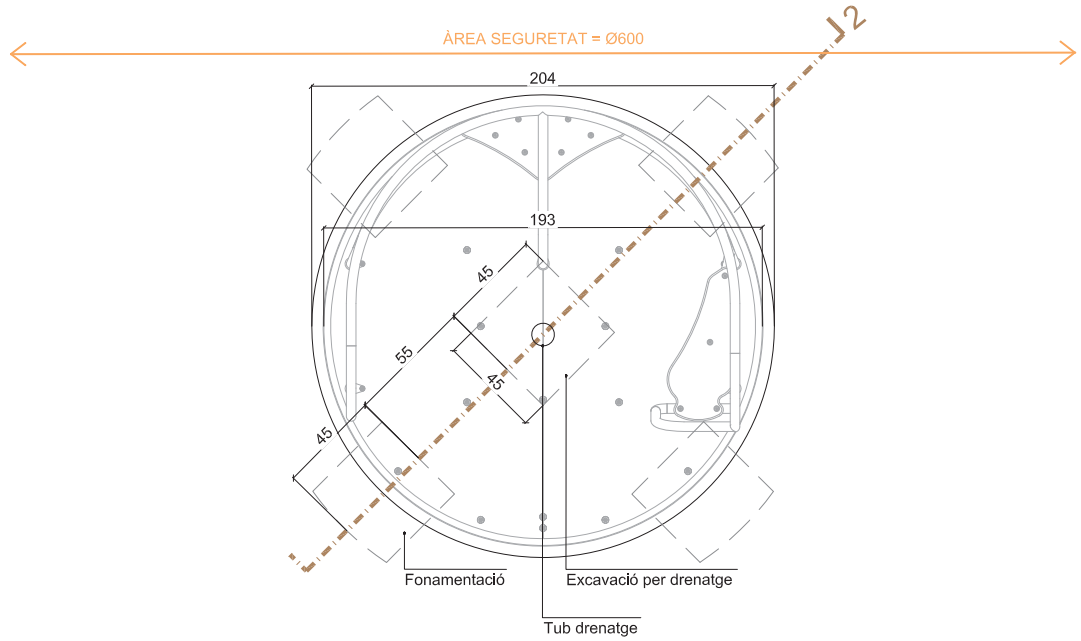 2
ÀREA SEGURETAT = Ø600
204
193
45
55
45
45
Fonamentació
Excavació per drenatge
Tub drenatge